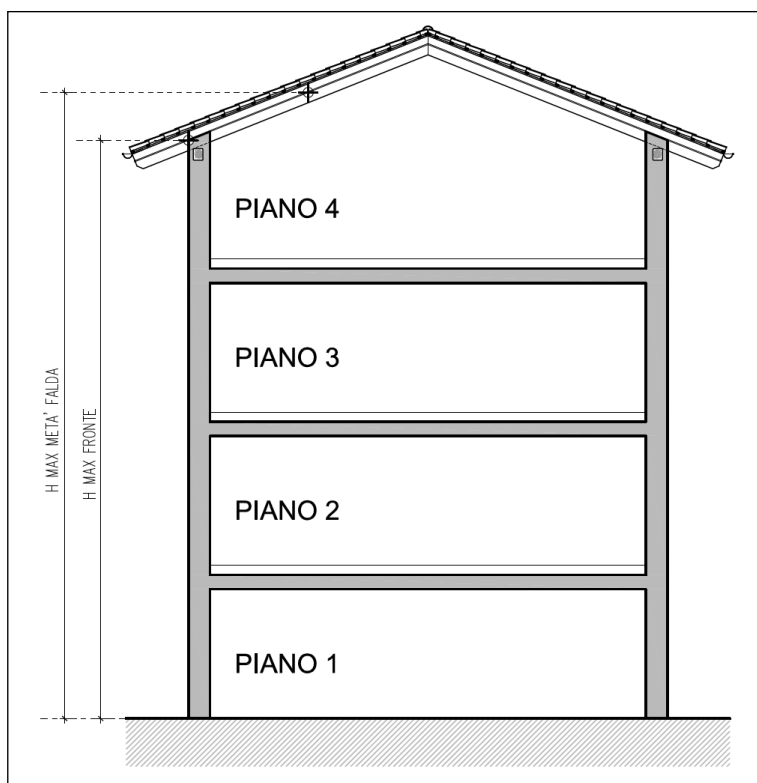 PIANO 4
PIANO 3
H MAX META' FALDA
H MAX FRONTE
PIANO 2
PIANO 1